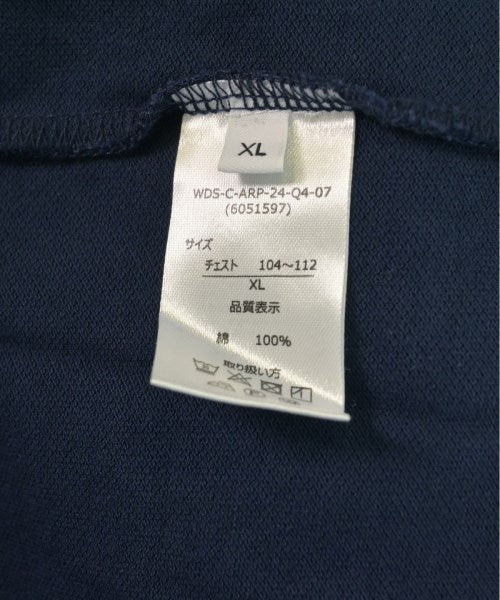 XL
WDS-C-ARP-24-Q4-07
(6051597)
サイズ
チェスト 104～112
XL
品質表示
綿 100%
取り扱い方